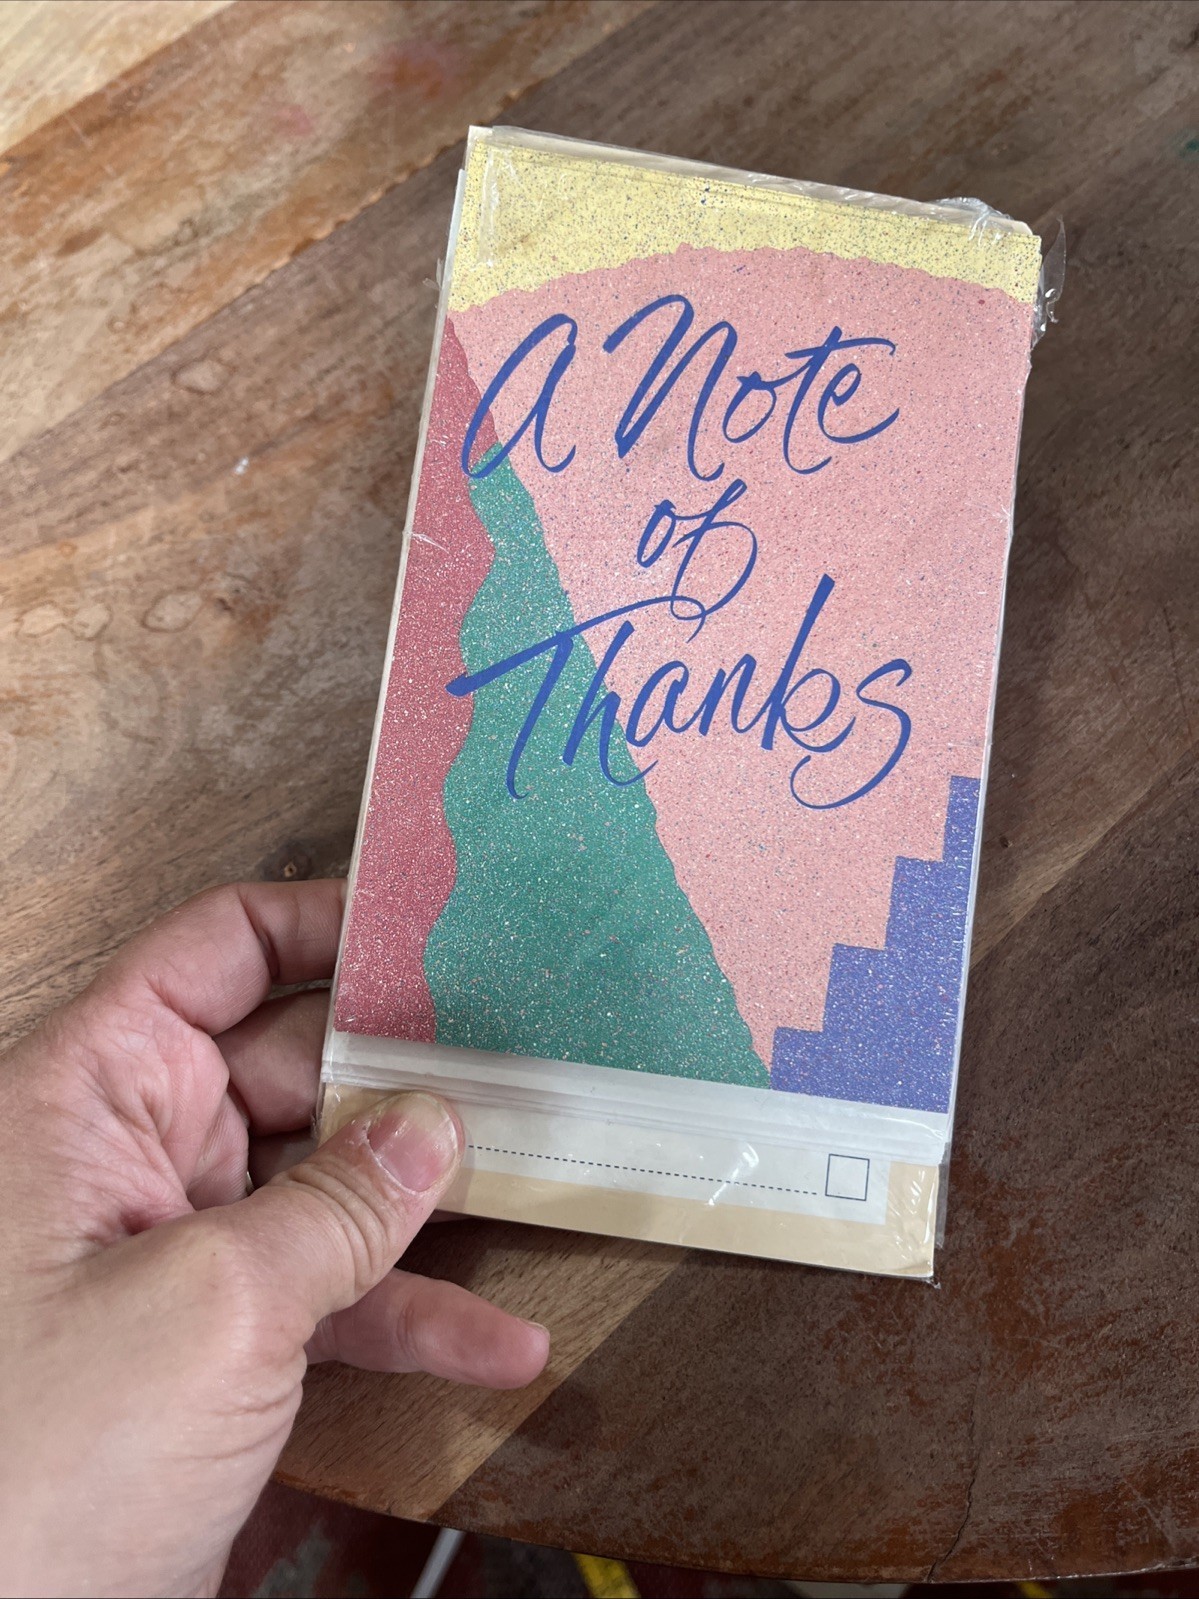 A Note
of
Thanks